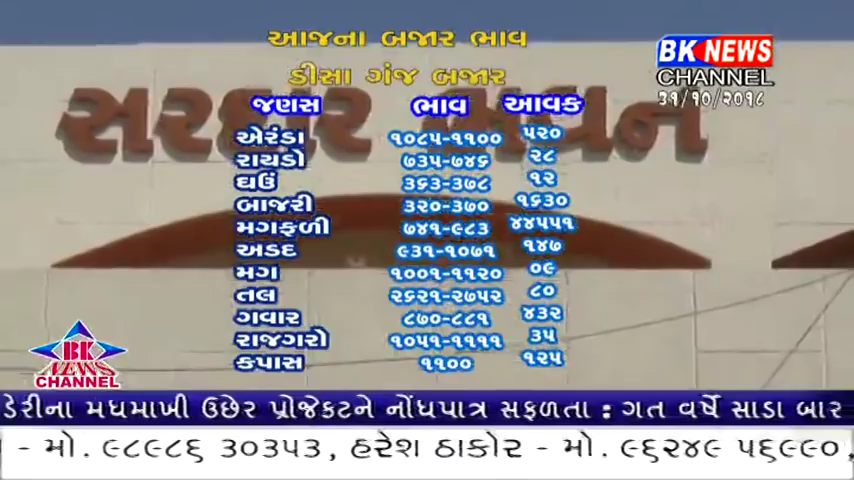 આજના બજાર ભાવ
ડીસા ગંજ બજાર
BK NEWS
CHANNEL
૩૧/૧૦/૨૦૧૮
જણસ ભાવ આવક
સરદાર ભવન
એરંડા ૧૦૮૫-૧૧૦૦ ૫૨૦
રાયડો ૭૩૫-૭૪૬ ૨૮
ઘઉં ૩૬૩-૩૭૮ ૧૨
બાજરી ૩૨૦-૩૭૦ ૧૬૩૦
મગફળી ૭૪૧-૯૮૩ ૪૪૫૫૧
અડદ ૯૩૧-૧૦૭૧ ૧૪૭
મગ ૧૦૦૧-૧૧૨૦ ૦૯
તલ ૨૬૨૧-૨૭૫૨ ૮૦
ગવાર ૮૭૦-૮૮૧ ૪૩૨
રાજગરો ૧૦૫૧-૧૧૧૧ ૩૫
કપાસ ૧૧૦૦ ૧૨૫
BK
NEWS
CHANNEL
ડેરીના મધમાખી ઉછેર પ્રોજેકટને નોંધપાત્ર સફળતા : ગત વર્ષે સાડા બાર
- મો. ૯૮૯૮૬ ૩૦૩૫૩, હરેશ ઠાકોર - મો. ૯૬૨૪૯ ૫૬૯૯૦,